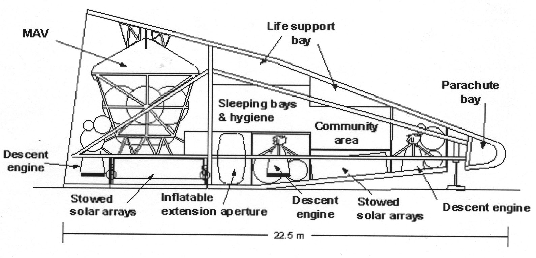 MAV
Life support
bay
Parachute
bay
Sleeping bays
& hygiene
Community
area
Descent
engine
Stowed
solar arrays
Inflatable
extension aperture
Descent
engine
Stowed
solar arrays
Descent engine
22.5 m